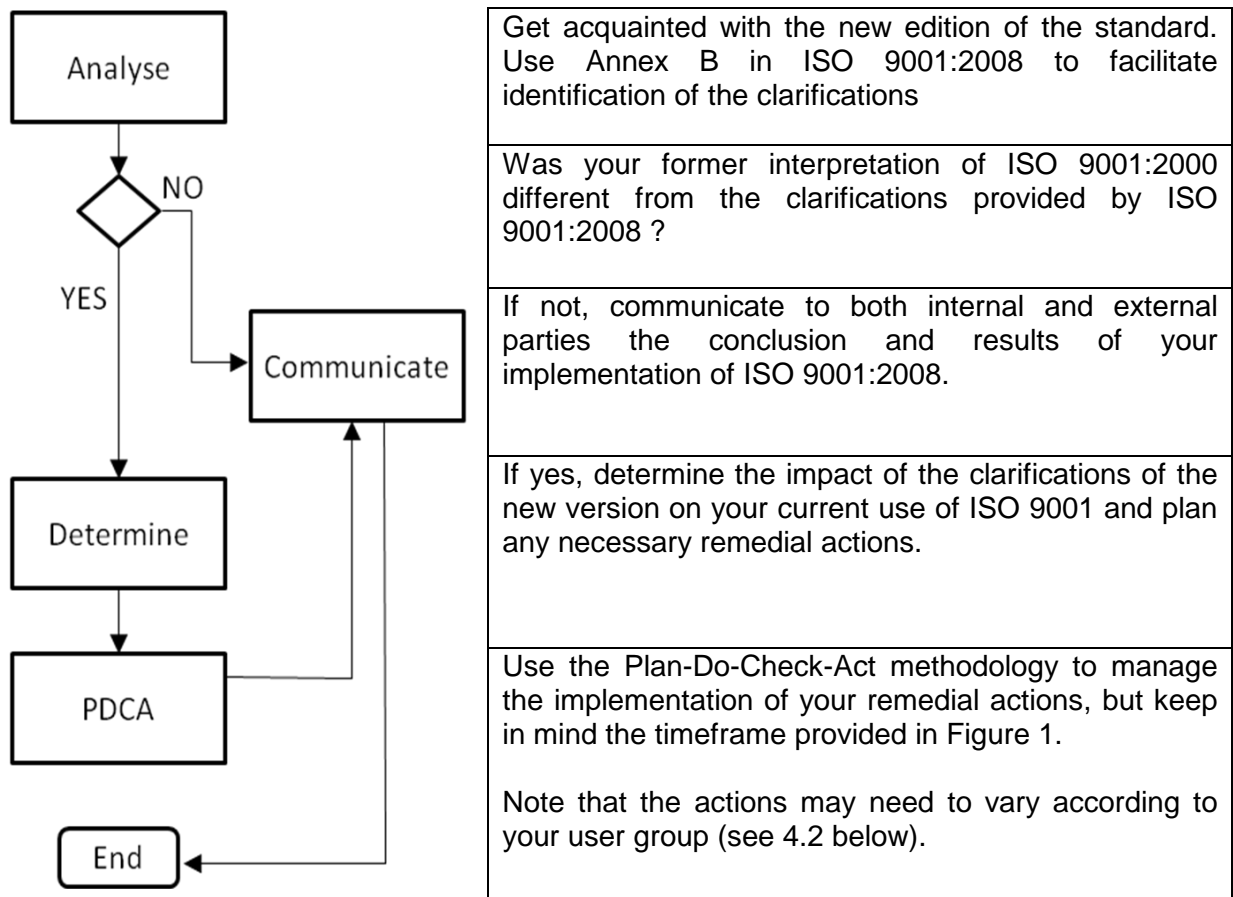 Analyse
NO
YES
Communicate
Determine
PDCA
End
Get acquainted with the new edition of the standard.
Use Annex B in ISO 9001:2008 to facilitate
identification of the clarifications
Was your former interpretation of ISO 9001:2000
different from the clarifications provided by ISO
9001:2008 ?
If not, communicate to both internal and external
parties the conclusion and results of your
implementation of ISO 9001:2008.
If yes, determine the impact of the clarifications of the
new version on your current use of ISO 9001 and plan
any necessary remedial actions.
Use the Plan-Do-Check-Act methodology to manage
the implementation of your remedial actions, but keep
in mind the timeframe provided in Figure 1.
Note that the actions may need to vary according to
your user group (see 4.2 below).